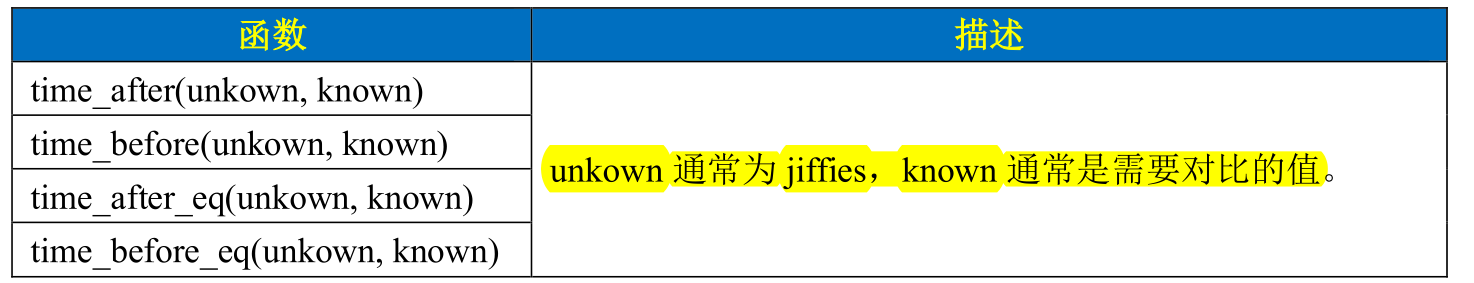 函数
描述
time_after(unkown, known)
time_before(unkown, known)
time_after_eq(unkown, known)
time_before_eq(unkown, known)
unkown 通常为 jiffies，known 通常是需要对比的值。